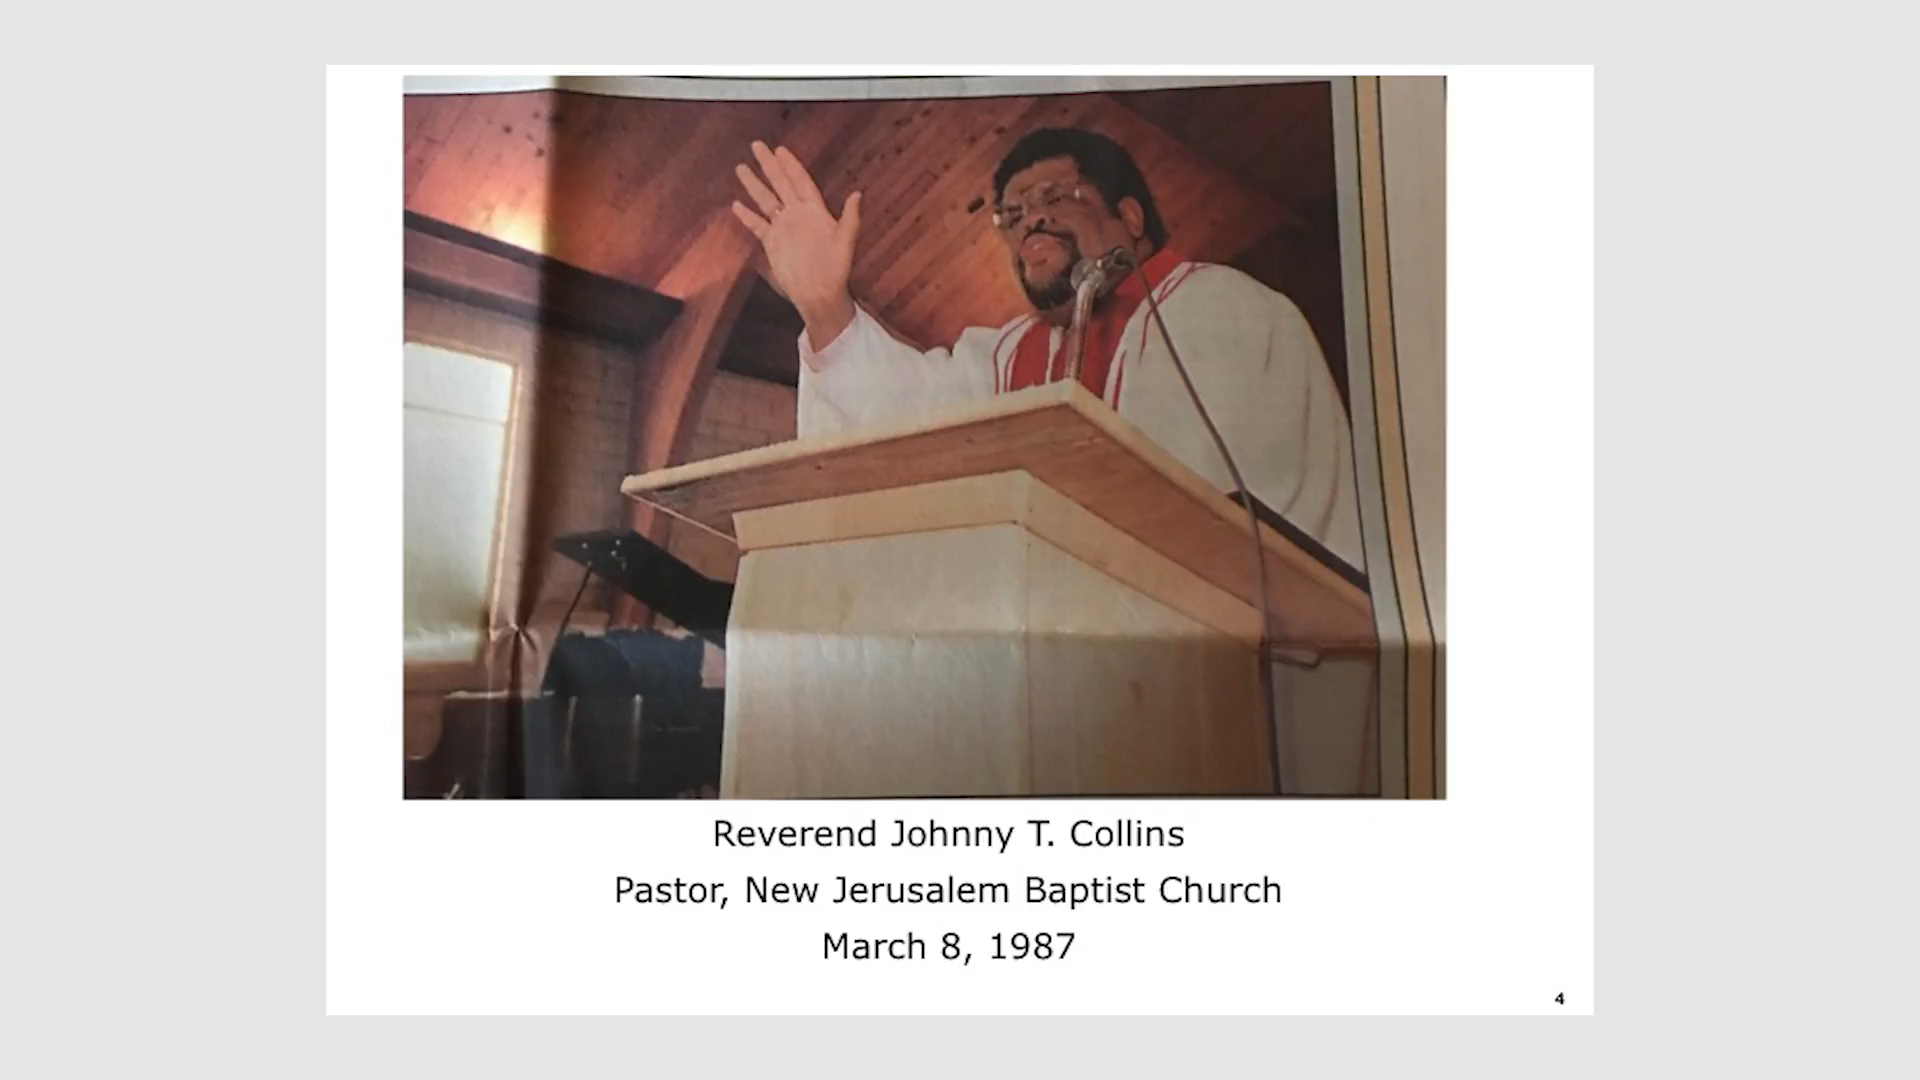 Reverend Johnny T. Collins
Pastor, New Jerusalem Baptist Church
March 8, 1987
4